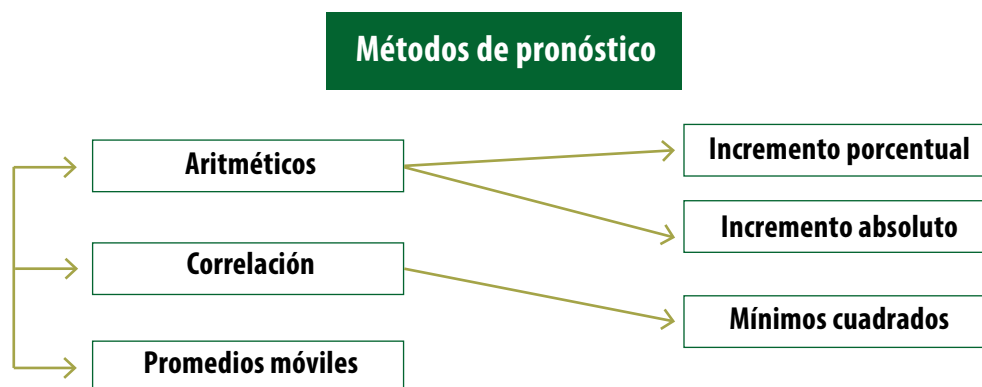 Métodos de pronóstico
Aritméticos
Incremento porcentual
Incremento absoluto
Correlación
Mínimos cuadrados
Promedios móviles